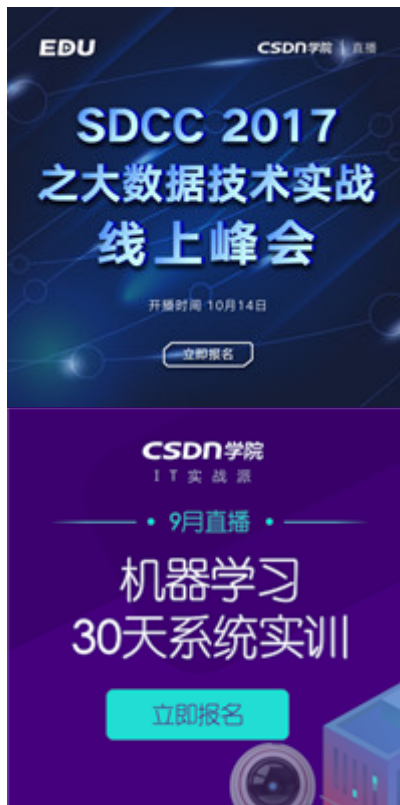 EDU
CSDN学院 | 直播
SDCC 2017
之大数据技术实战
线上峰会
开播时间 10月14日
立即报名
CSDN学院
IT实战派
• 9月直播 •
机器学习
30天系统实训
立即报名